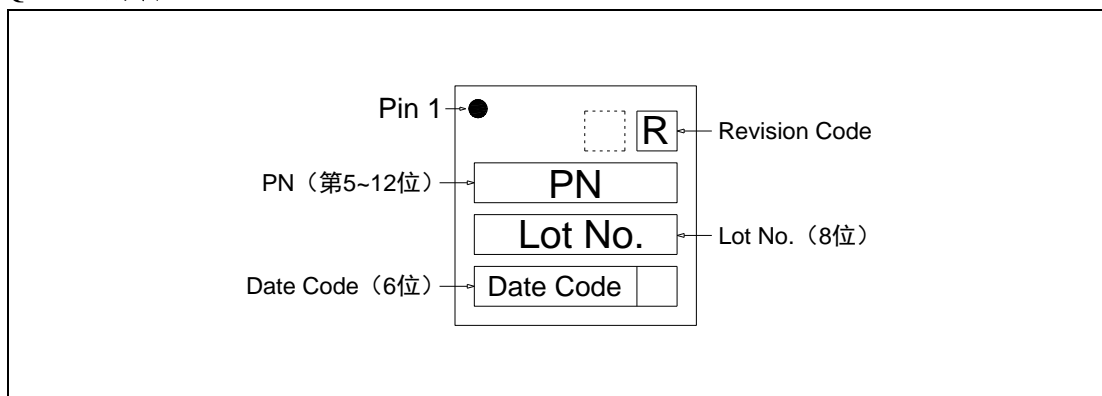 Pin 1
R
Revision Code
PN（第5~12位）
PN
Lot No.
Lot No.（8位）
Date Code（6位）
Date Code